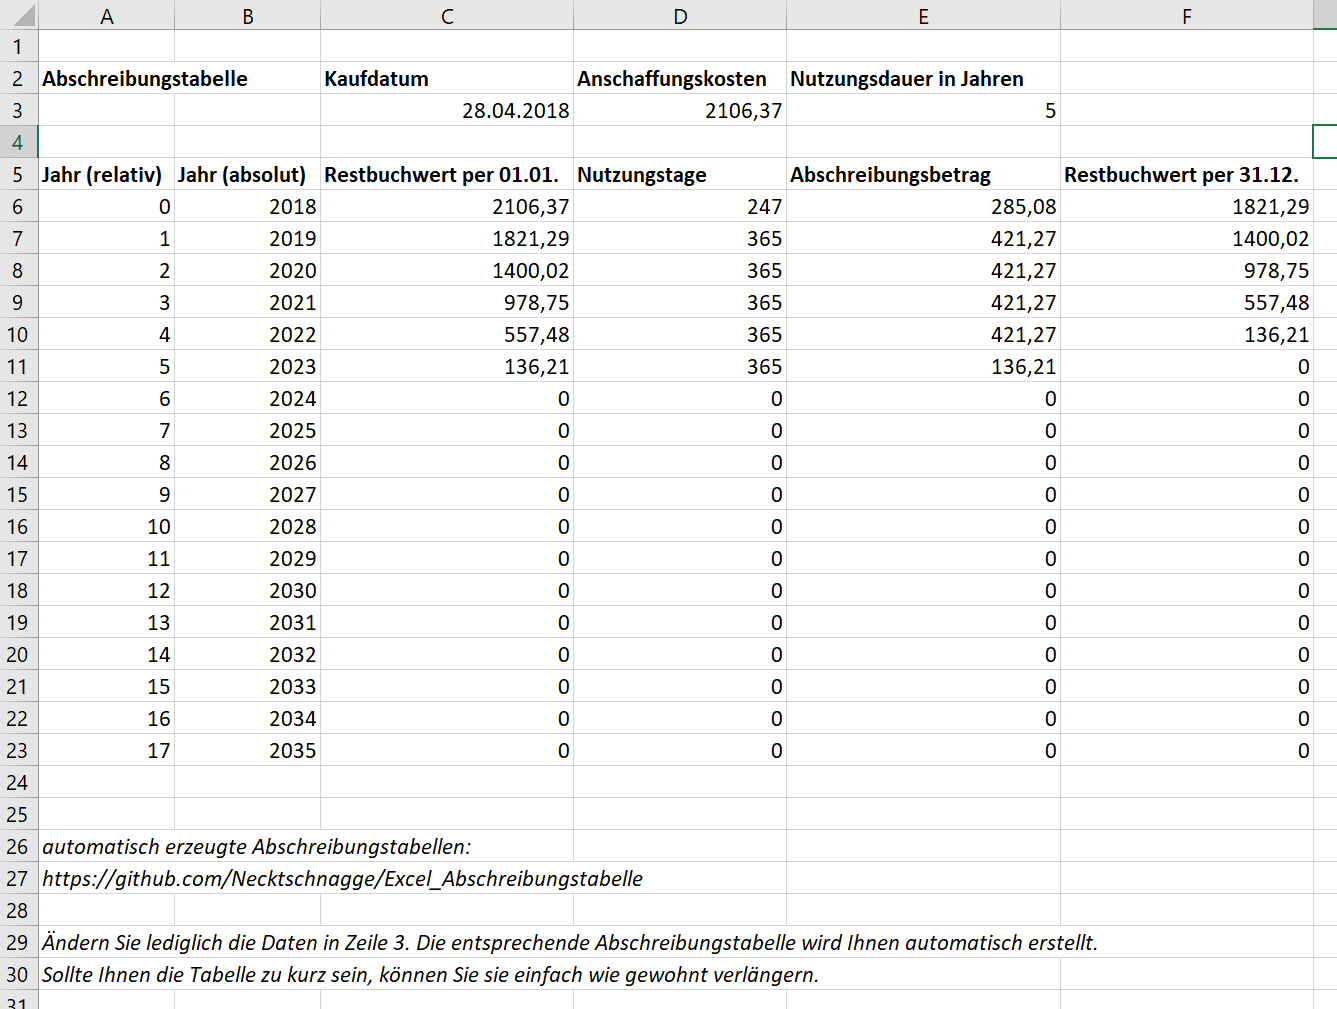 A B C D E F
1
2 Abschreibungstabelle Kaufdatum Anschaffungskosten Nutzungsdauer in Jahren
3 28.04.2018 2106,37 5
4
5 Jahr (relativ) Jahr (absolut) Restbuchwert per 01.01. Nutzungstage Abschreibungsbetrag Restbuchwert per 31.12.
6 0 2018 2106,37 247 285,08 1821,29
7 1 2019 1821,29 365 421,27 1400,02
8 2 2020 1400,02 365 421,27 978,75
9 3 2021 978,75 365 421,27 557,48
10 4 2022 557,48 365 421,27 136,21
11 5 2023 136,21 365 136,21 0
12 6 2024 0 0 0 0
13 7 2025 0 0 0 0
14 8 2026 0 0 0 0
15 9 2027 0 0 0 0
16 10 2028 0 0 0 0
17 11 2029 0 0 0 0
18 12 2030 0 0 0 0
19 13 2031 0 0 0 0
20 14 2032 0 0 0 0
21 15 2033 0 0 0 0
22 16 2034 0 0 0 0
23 17 2035 0 0 0 0
24
25
26 automatisch erzeugte Abschreibungstabellen:
27 https://github.com/Necktschnagge/Excel_Abschreibungstabelle
28
29 Ändern Sie lediglich die Daten in Zeile 3. Die entsprechende Abschreibungstabelle wird Ihnen automatisch erstellt.
30 Sollte Ihnen die Tabelle zu kurz sein, können Sie sie einfach wie gewohnt verlängern.
31